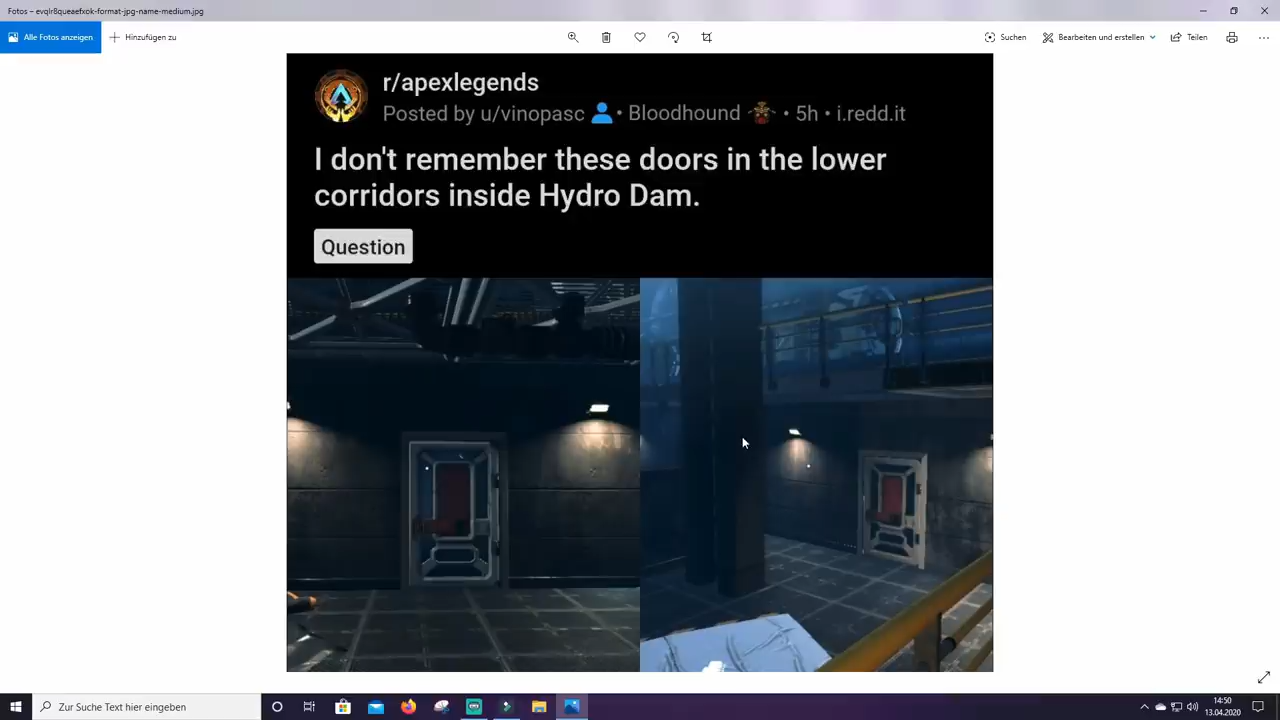 Fotos - evqlr8queaefxok-format-jpg-name-medium.jpg
Alle Fotos anzeigen
Hinzufügen zu
Suchen
Bearbeiten und erstellen
Teilen
r/apexlegends
Posted by u/vinopasc • Bloodhound • 5h • i.redd.it
I don't remember these doors in the lower
corridors inside Hydro Dam.
Question
Zur Suche Text hier eingeben
14:50
13.04.2020